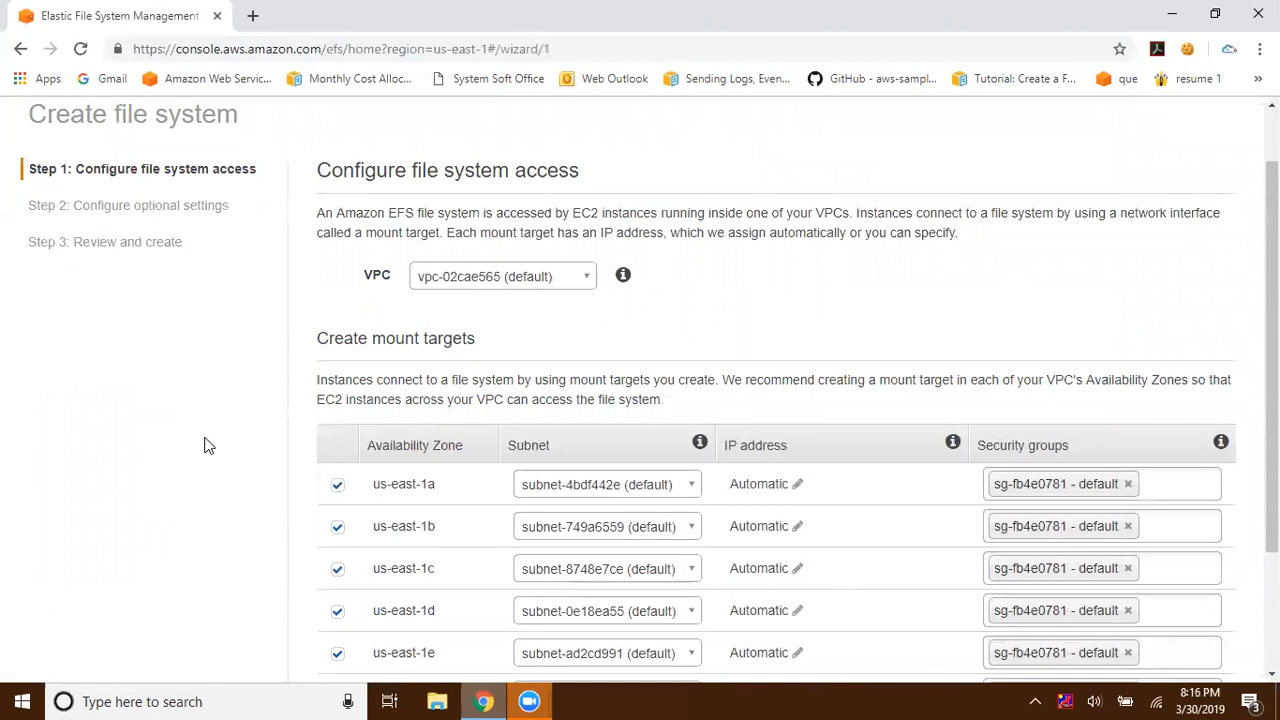 Elastic File System Management
https://console.aws.amazon.com/efs/home?region=us-east-1#/wizard/1
Apps
Gmail
Amazon Web Servic...
Monthly Cost Alloc...
System Soft Office
Web Outlook
Sending Logs, Even...
GitHub - aws-sampl...
Tutorial: Create a F...
que
resume 1
»
Create file system
Step 1: Configure file system access
Step 2: Configure optional settings
Step 3: Review and create
Configure file system access
An Amazon EFS file system is accessed by EC2 instances running inside one of your VPCs. Instances connect to a file system by using a network interface
called a mount target. Each mount target has an IP address, which we assign automatically or you can specify.
VPC vpc-02cae565 (default)
Create mount targets
Instances connect to a file system by using mount targets you create. We recommend creating a mount target in each of your VPC's Availability Zones so that
EC2 instances across your VPC can access the file system.
Availability Zone Subnet IP address Security groups
us-east-1a subnet-4bdf442e (default) Automatic sg-fb4e0781 - default ×
us-east-1b subnet-749a6559 (default) Automatic sg-fb4e0781 - default ×
us-east-1c subnet-8748e7ce (default) Automatic sg-fb4e0781 - default ×
us-east-1d subnet-0e18ea55 (default) Automatic sg-fb4e0781 - default ×
us-east-1e subnet-ad2cd991 (default) Automatic sg-fb4e0781 - default ×
Type here to search
8:16 PM
3/30/2019
3